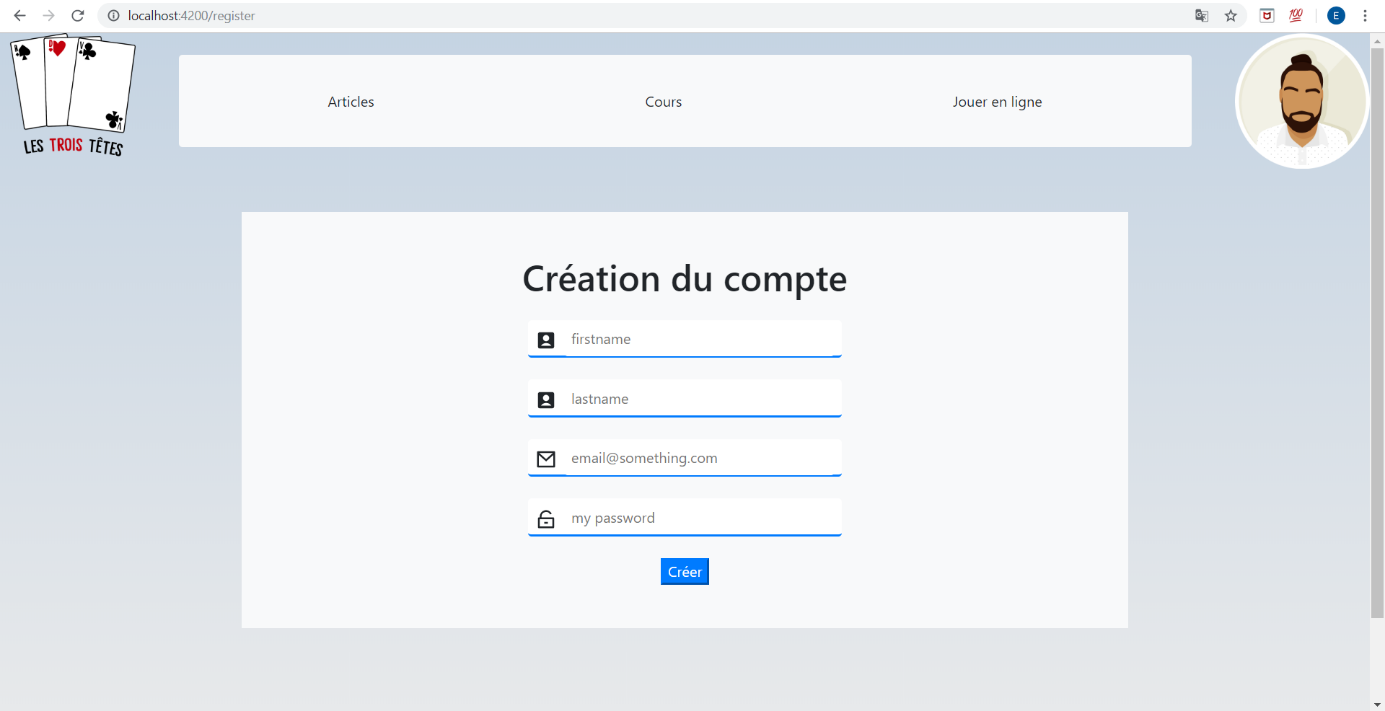 localhost:4200/register
100
E
A
D
V
V
LES TROIS TÊTES
Articles
Cours
Jouer en ligne
Création du compte
firstname
lastname
email@something.com
my password
Créer